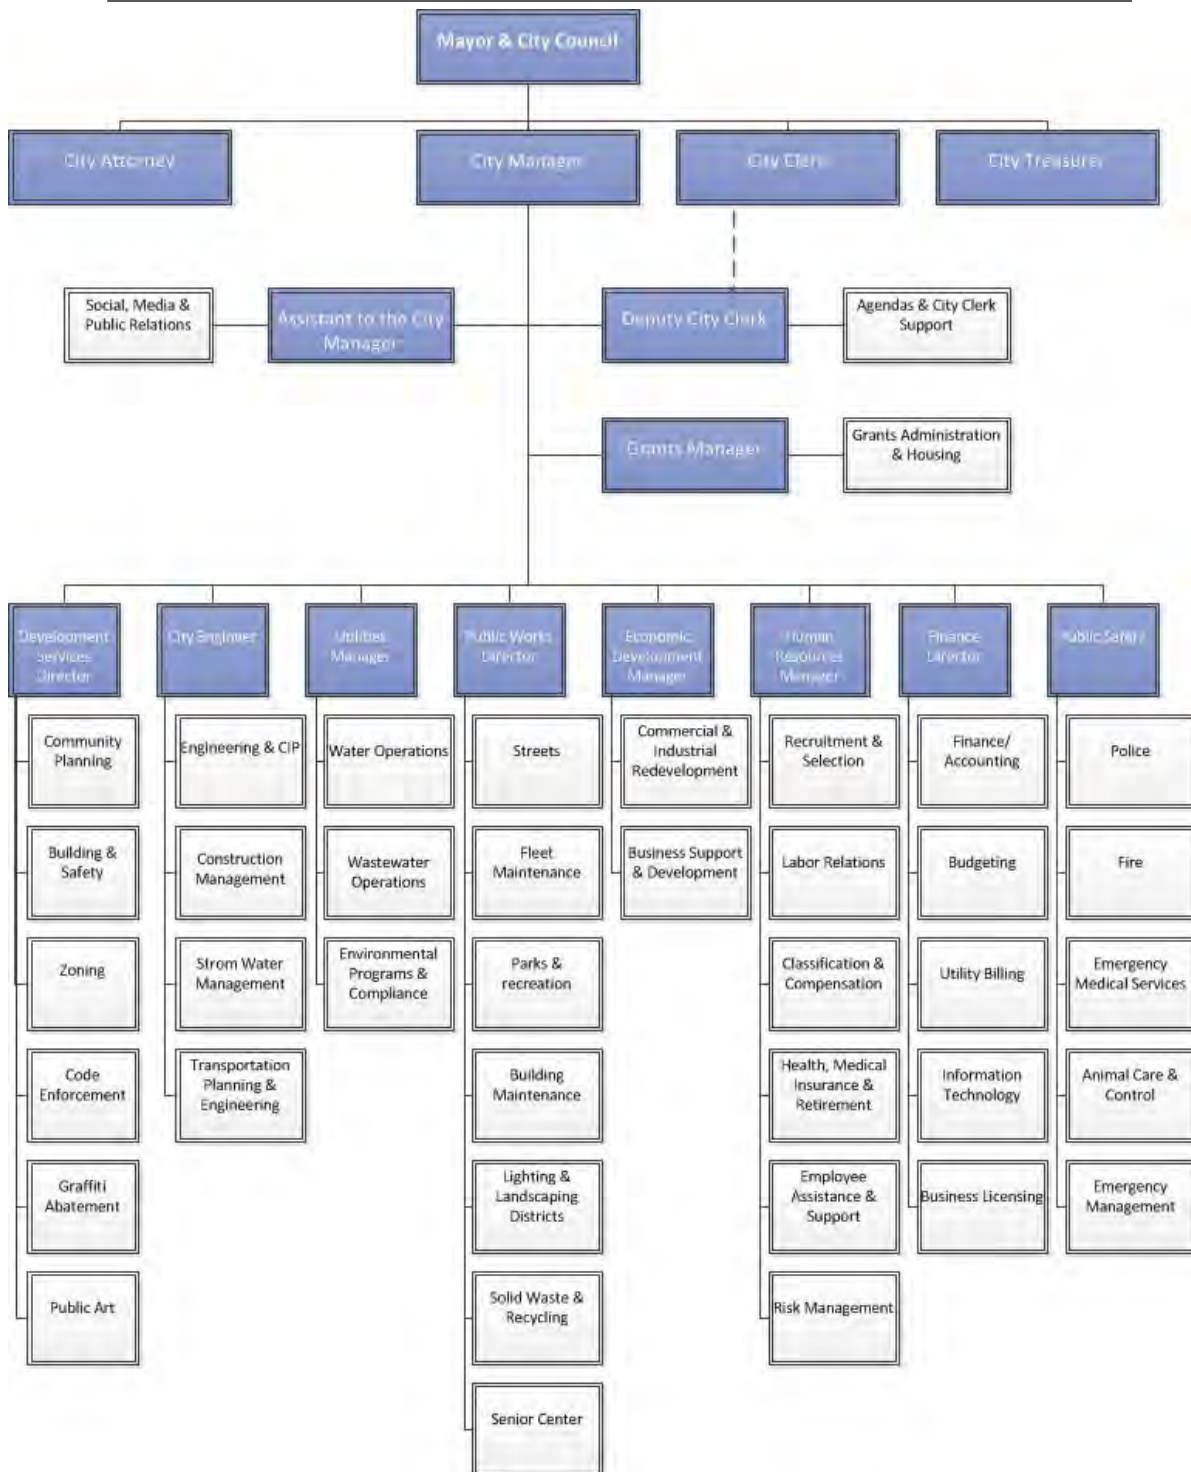 Mayor & City Council
City Attorney
City Manager
City Clerk
City Treasurer
Social, Media &
Public Relations
Assistant to the City
Manager
Deputy City Clerk
Agendas & City Clerk
Support
Grants Manager
Grants Administration
& Housing
Development
Services
Director
City Engineer
Utilities
Manager
Public Works
Director
Economic
Development
Manager
Human
Resources
Manager
Finance
Director
Public Safety
Community
Planning
Engineering & CIP
Water Operations
Streets
Commercial &
Industrial
Redevelopment
Recruitment &
Selection
Finance/
Accounting
Police
Building &
Safety
Construction
Management
Wastewater
Operations
Fleet
Maintenance
Business Support
& Development
Labor Relations
Budgeting
Fire
Zoning
Strom Water
Management
Environmental
Programs &
Compliance
Parks &
recreation
Classification &
Compensation
Utility Billing
Emergency
Medical Services
Code
Enforcement
Transportation
Planning &
Engineering
Building
Maintenance
Health, Medical
Insurance &
Retirement
Information
Technology
Animal Care &
Control
Graffiti
Abatement
Lighting &
Landscaping
Districts
Employee
Assistance &
Support
Business Licensing
Emergency
Management
Public Art
Solid Waste &
Recycling
Risk Management
Senior Center